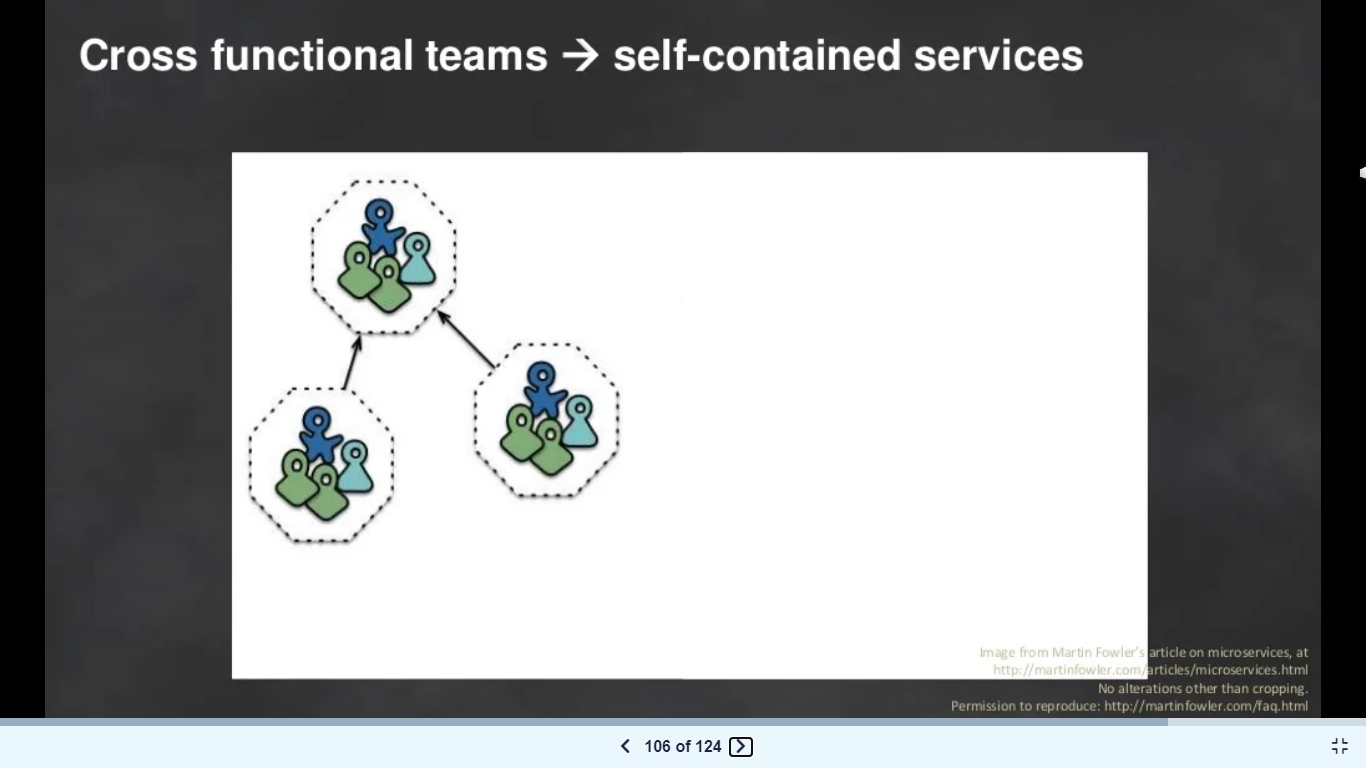 Cross functional teams → self-contained services
Image from Martin Fowler's article on microservices, at
http://martinfowler.com/articles/microservices.html
No alterations other than cropping.
Permission to reproduce: http://martinfowler.com/faq.html
106 of 124